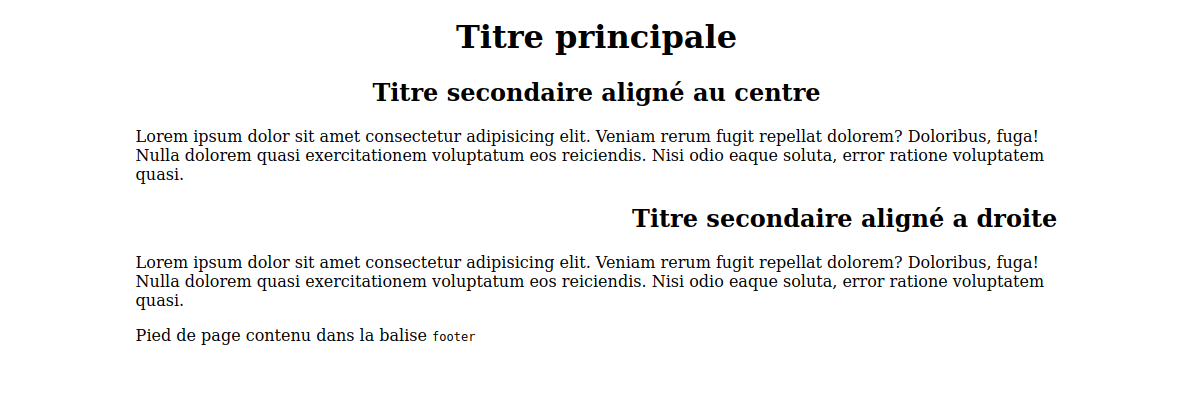 Titre principale
Titre secondaire aligné au centre
Lorem ipsum dolor sit amet consectetur adipisicing elit. Veniam rerum fugit repellat dolorem? Doloribus, fuga!
Nulla dolorem quasi exercitationem voluptatum eos reiciendis. Nisi odio eaque soluta, error ratione voluptatem
quasi.
Titre secondaire aligné a droite
Lorem ipsum dolor sit amet consectetur adipisicing elit. Veniam rerum fugit repellat dolorem? Doloribus, fuga!
Nulla dolorem quasi exercitationem voluptatum eos reiciendis. Nisi odio eaque soluta, error ratione voluptatem
quasi.
Pied de page contenu dans la balise footer